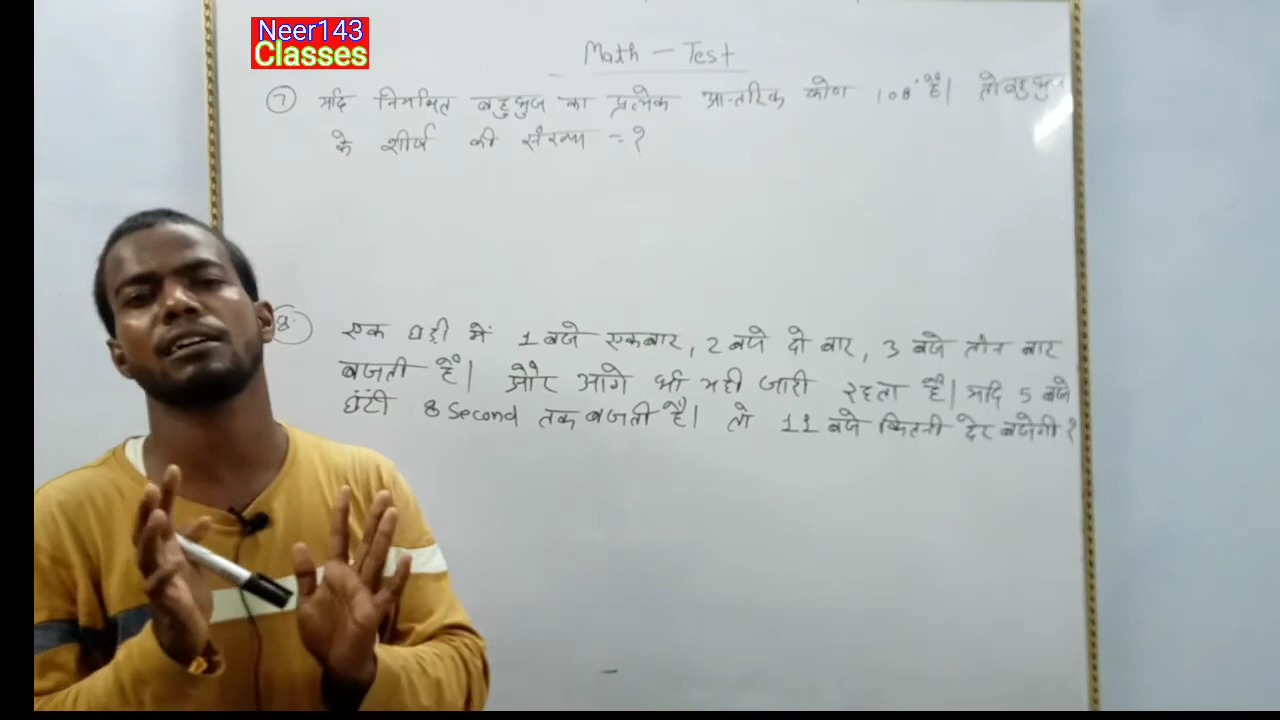 Neer143
Classes
Math - Test
7 यदि नियमित बहुभुज का प्रत्येक आन्तरिक कोण 108° है। तो बहुभुज
के शीर्ष की संख्या = ?
8. एक घड़ी में 1 बजे एकबार, 2 बजे दो बार, 3 बजे तीन बार
बजती है। और आगे भी यही जारी रहता है। यदि 5 बजे
घंटी 8 Second तक बजती है। तो 11 बजे कितनी देर बजेगी ?